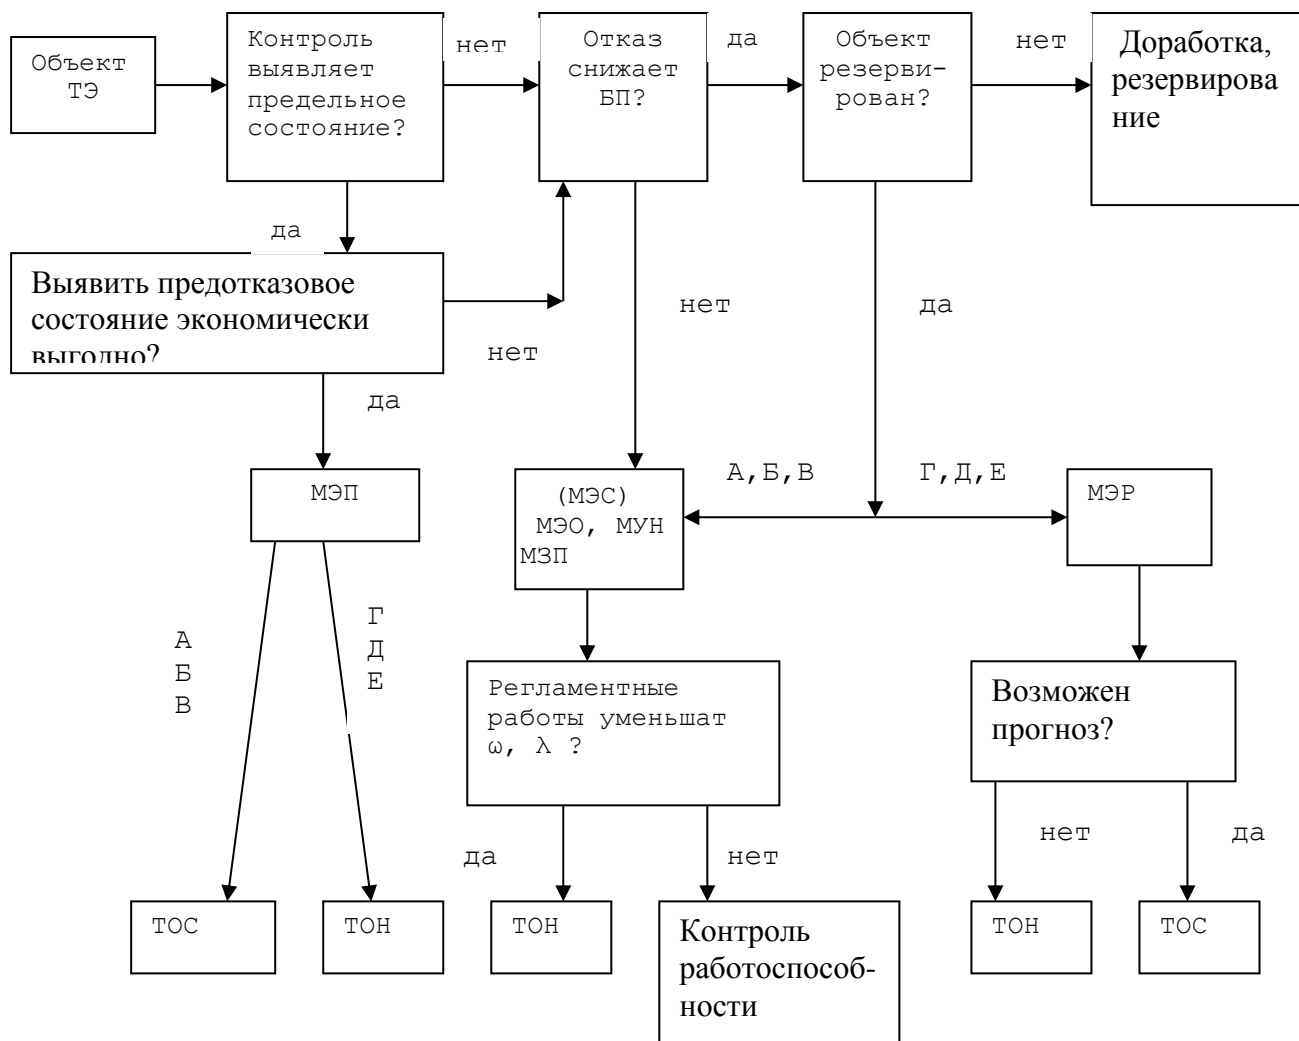 Объект
ТЭ
Контроль
выявляет
предельное
состояние?
нет
Отказ
снижает
БП?
да
Объект
резерви-
рован?
нет
Доработка,
резервирова
ние
да
Выявить предотказовое
состояние экономически
выгодно?
нет
нет
да
да
МЭП
(МЭС)
МЭО, МУН
МЗП
А,Б,В
Г,Д,Е
МЭР
А
Б
В
Г
Д
Е
Регламентные
работы уменьшат
ω, λ ?
Возможен
прогноз?
да
нет
нет
да
ТОС
ТОН
ТОН
Контроль
работоспособ-
ности
ТОН
ТОС